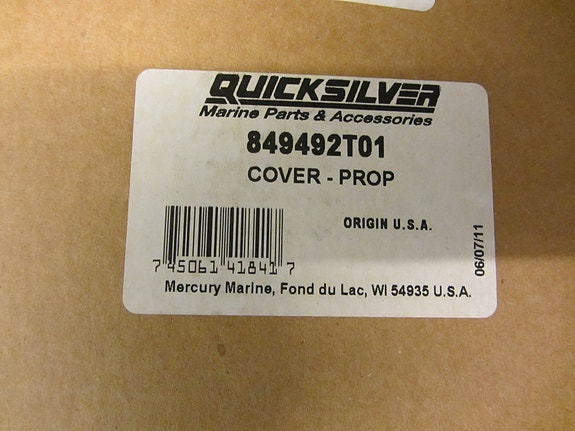 QUICKSILVER
Marine Parts & Accessories
849492T01
COVER - PROP
ORIGIN U.S.A.
7 45061 41841 7
06/07/11
Mercury Marine, Fond du Lac, WI 54935 U.S.A.